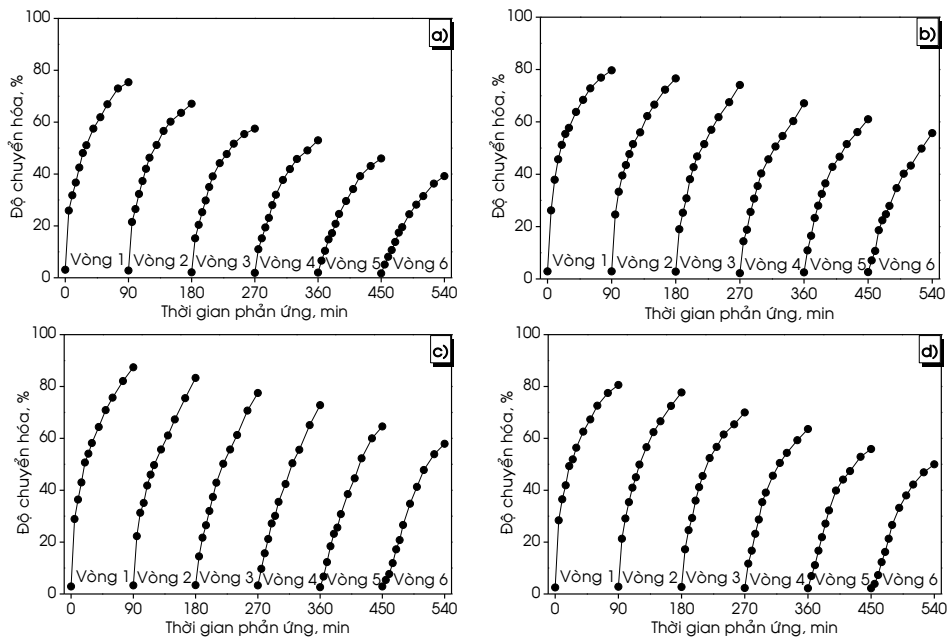 100
80
60
40
20
0
Độ chuyển hóa, %
a)
Vòng 1 Vòng 2 Vòng 3 Vòng 4 Vòng 5 Vòng 6
0 90 180 270 360 450 540
Thời gian phản ứng, min
100
80
60
40
20
0
Độ chuyển hóa, %
b)
Vòng 1 Vòng 2 Vòng 3 Vòng 4 Vòng 5 Vòng 6
0 90 180 270 360 450 540
Thời gian phản ứng, min
100
80
60
40
20
0
Độ chuyển hóa, %
c)
Vòng 1 Vòng 2 Vòng 3 Vòng 4 Vòng 5 Vòng 6
0 90 180 270 360 450 540
Thời gian phản ứng, min
100
80
60
40
20
0
Độ chuyển hóa, %
d)
Vòng 1 Vòng 2 Vòng 3 Vòng 4 Vòng 5 Vòng 6
0 90 180 270 360 450 540
Thời gian phản ứng, min